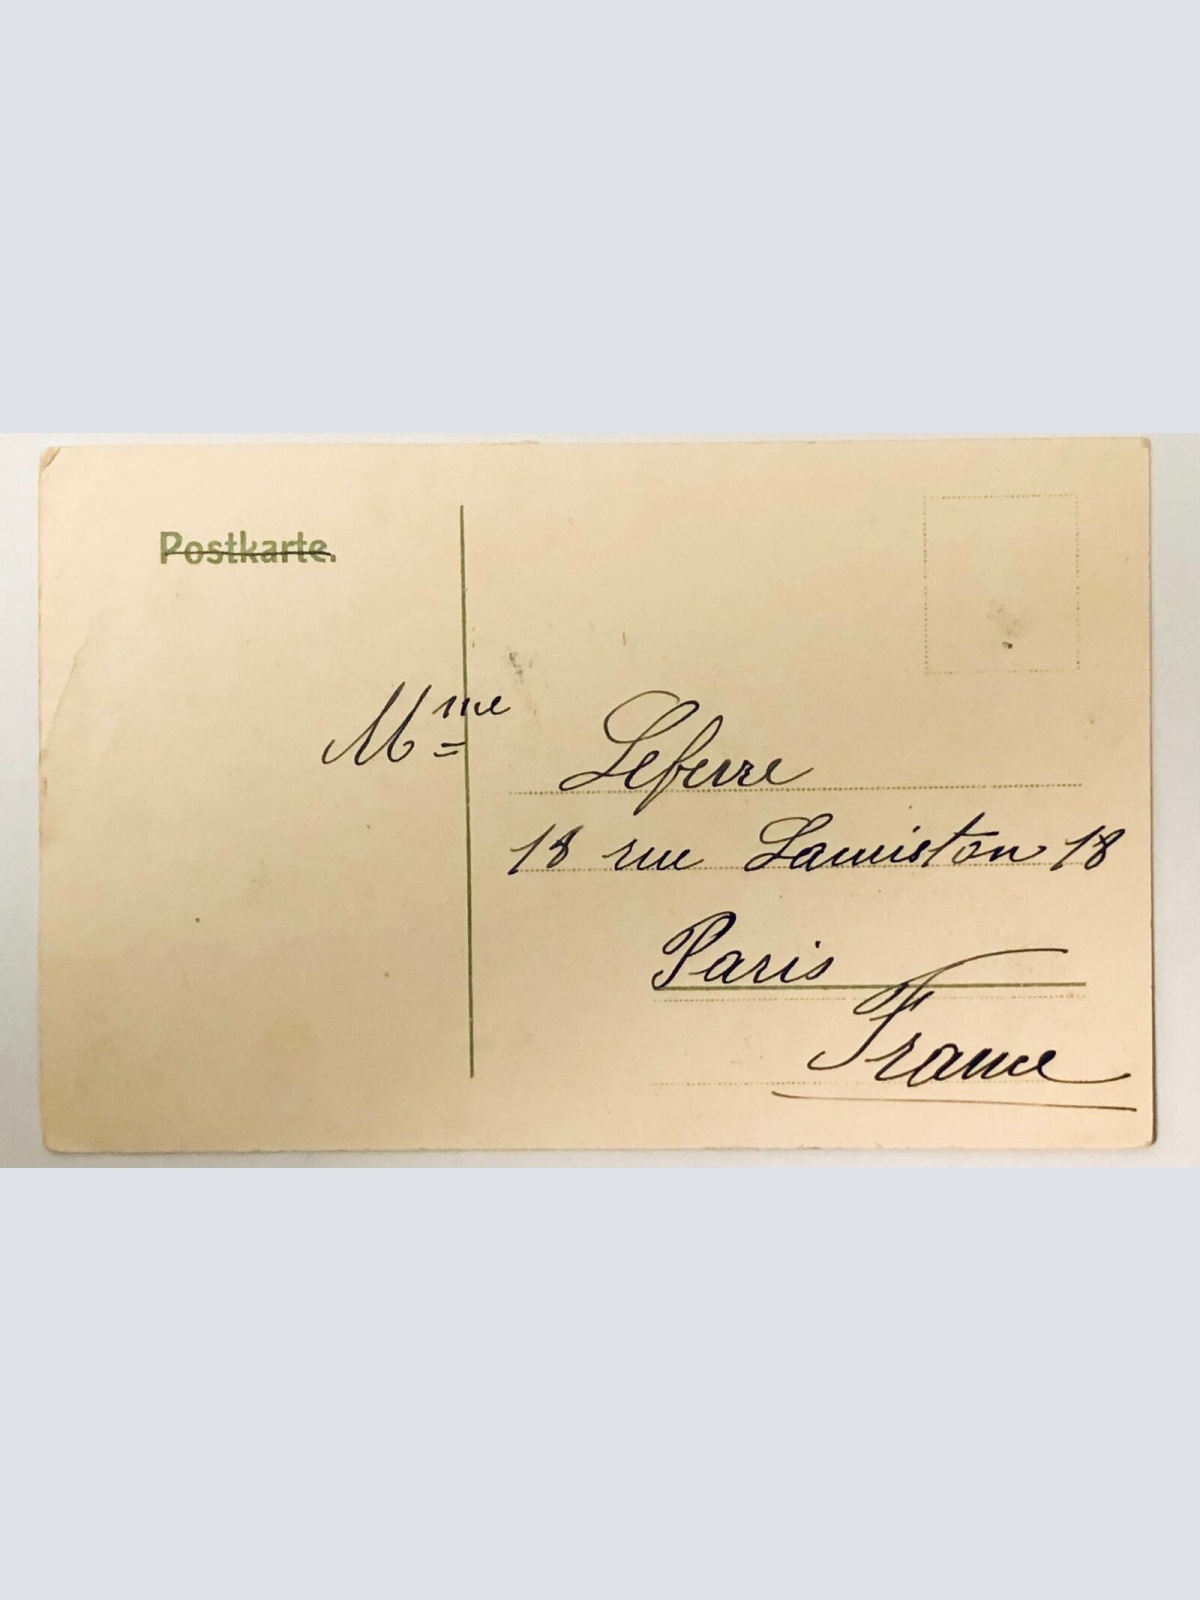 Postkarte.
Mme Lefevre
18 rue Lauriston 18
Paris
France